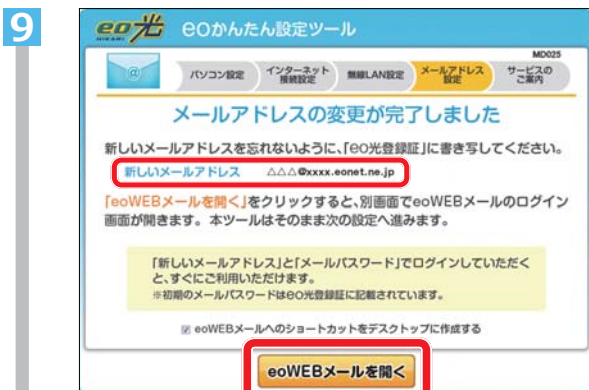 9
eo光
HIKARI
eOかんたん設定ツール
MD025
@
パソコン設定
インターネット
接続設定
無線LAN設定
メールアドレス
設定
サービスの
ご案内
メールアドレスの変更が完了しました
新しいメールアドレスを忘れないように、「eO光登録証」に書き写してください。
新しいメールアドレス △△△@xxxx.eonet.ne.jp
「eoWEBメールを開く」をクリックすると、別画面でeoWEBメールのログイン
画面が開きます。本ツールはそのまま次の設定へ進みます。
「新しいメールアドレス」と「メールパスワード」でログインしていただく
と、すぐにご利用いただけます。
※初期のメールパスワードはeO光登録証に記載されています。
eoWEBメールへのショートカットをデスクトップに作成する
eoWEBメールを開く